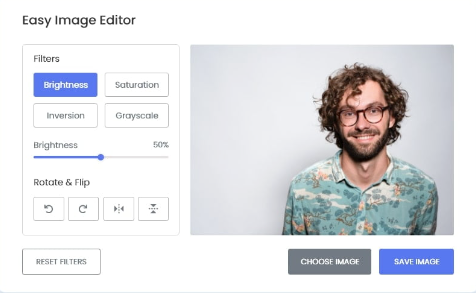 Easy Image Editor
Filters
Brightness
Saturation
Inversion
Grayscale
Brightness 50%
Rotate & Flip
RESET FILTERS
CHOOSE IMAGE
SAVE IMAGE